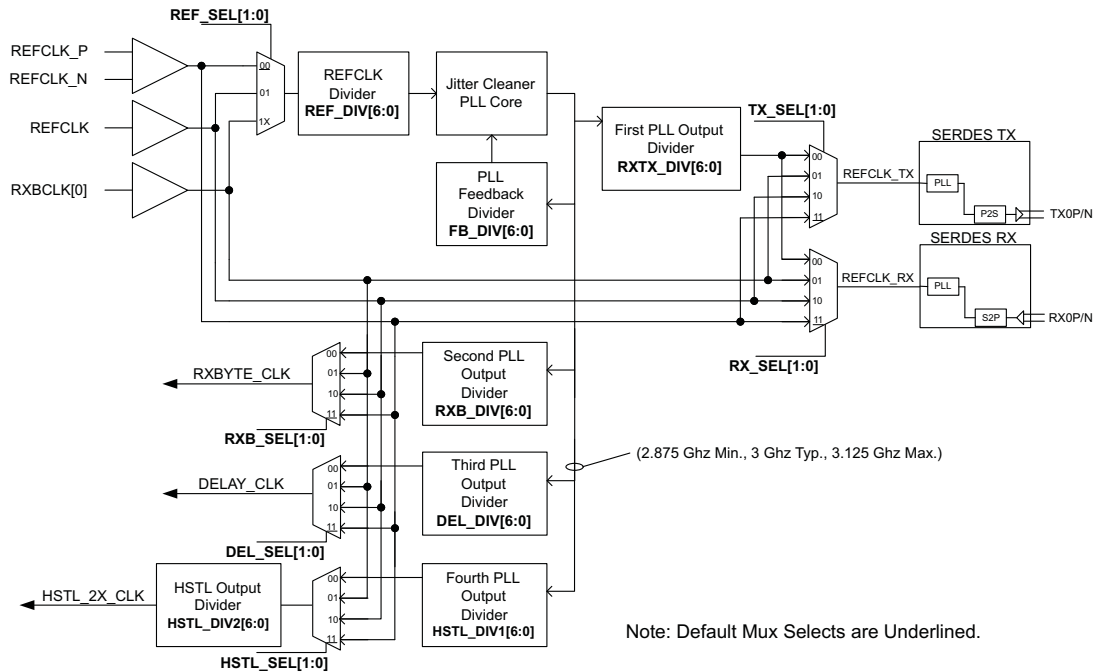 REF_SEL[1:0]
REFCLK_P
REFCLK_N
REFCLK
RXBCLK[0]
00
01
1X
REFCLK
Divider
REF_DIV[6:0]
Jitter Cleaner
PLL Core
PLL
Feedback
Divider
FB_DIV[6:0]
First PLL Output
Divider
RXTX_DIV[6:0]
TX_SEL[1:0]
00
01
10
11
REFCLK_TX
SERDES TX
PLL
P2S
TX0P/N
00
01
10
11
RX_SEL[1:0]
REFCLK_RX
SERDES RX
PLL
S2P
RX0P/N
RXBYTE_CLK
00
01
10
11
RXB_SEL[1:0]
Second PLL
Output
Divider
RXB_DIV[6:0]
(2.875 Ghz Min., 3 Ghz Typ., 3.125 Ghz Max.)
DELAY_CLK
00
01
10
11
DEL_SEL[1:0]
Third PLL
Output
Divider
DEL_DIV[6:0]
HSTL_2X_CLK
HSTL Output
Divider
HSTL_DIV2[6:0]
00
01
10
11
HSTL_SEL[1:0]
Fourth PLL
Output
Divider
HSTL_DIV1[6:0]
Note: Default Mux Selects are Underlined.